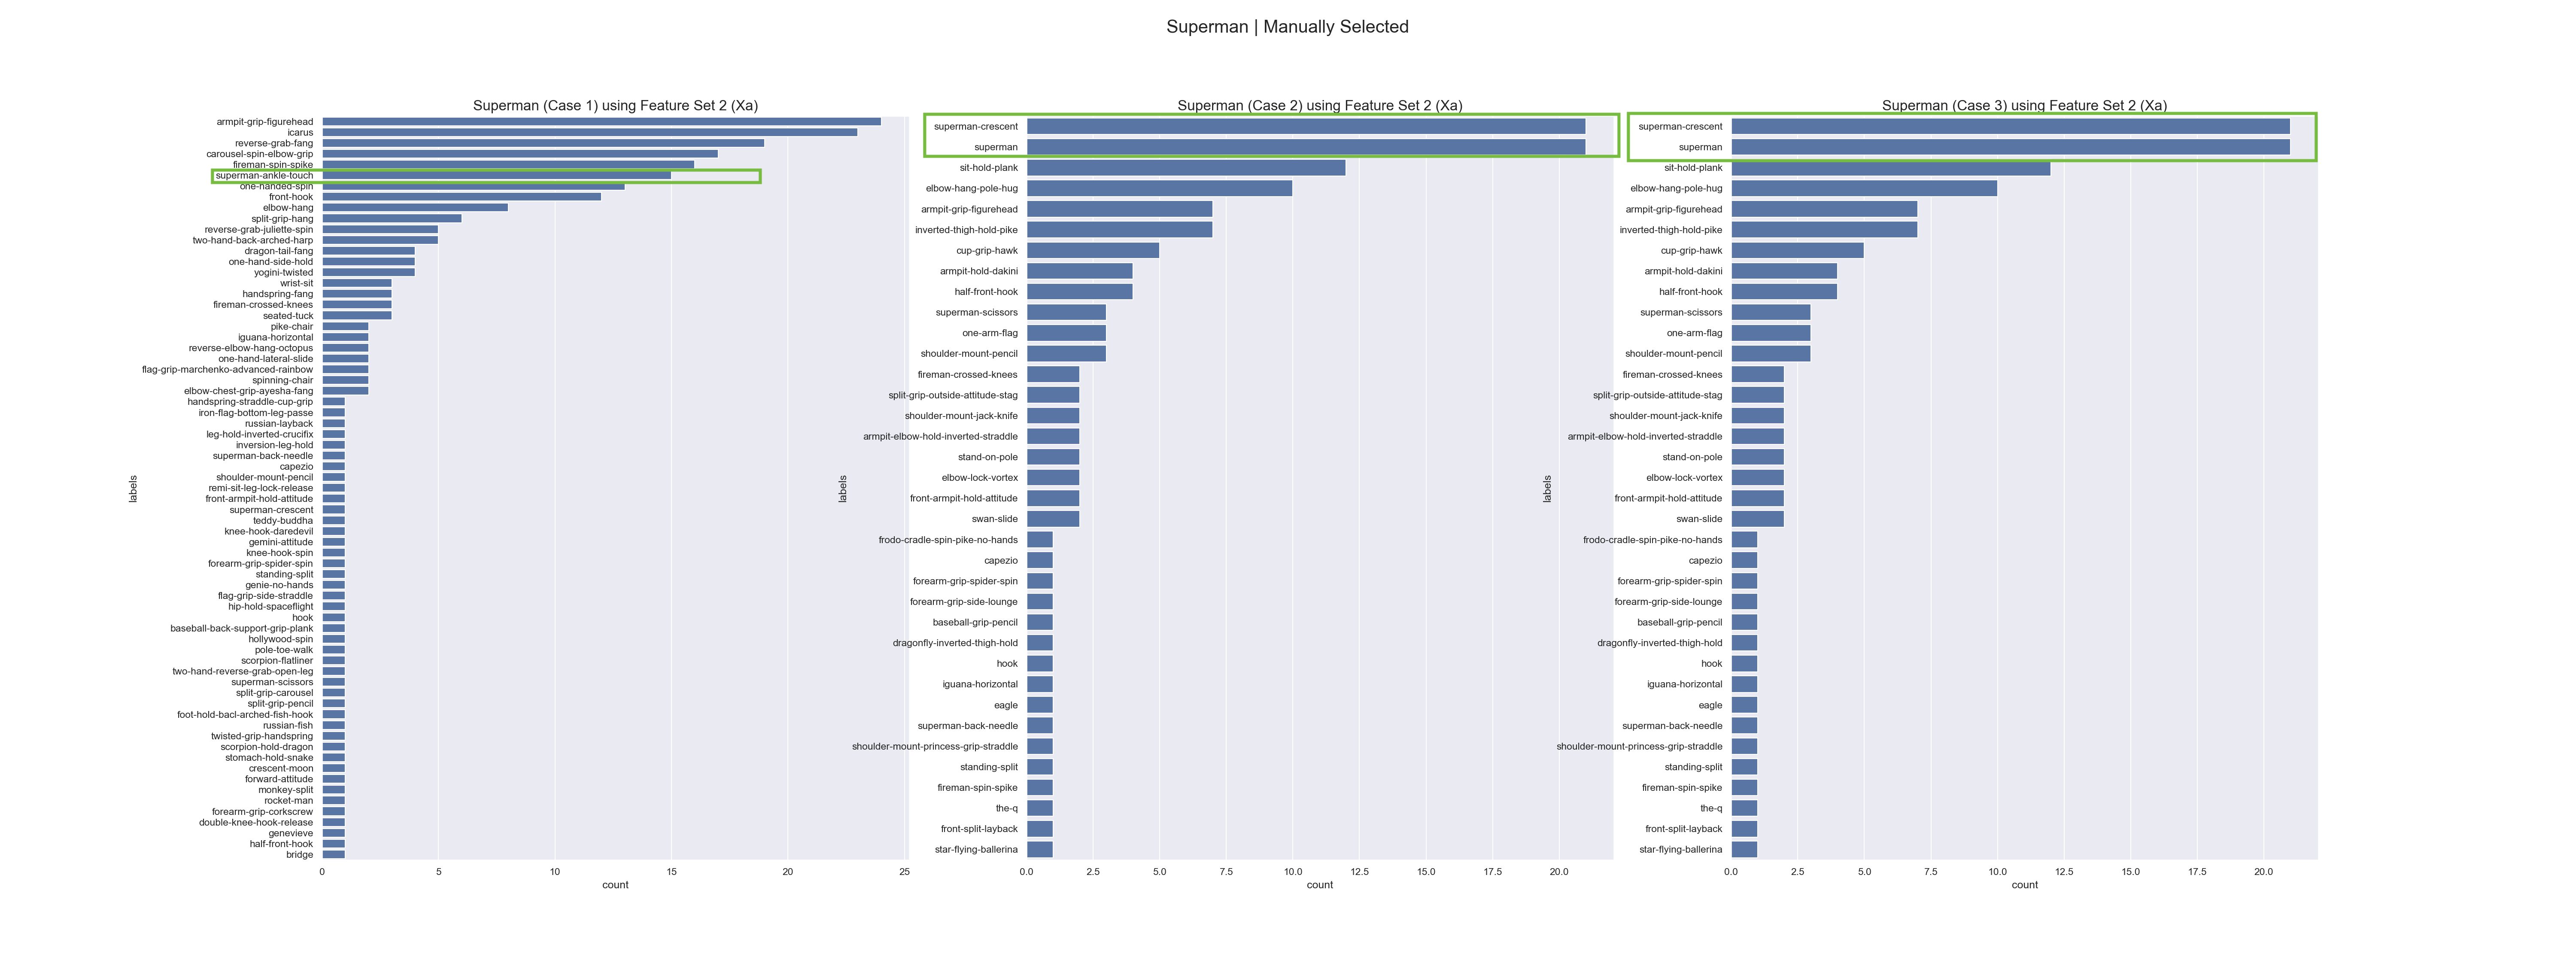 Superman | Manually Selected
Superman (Case 1) using Feature Set 2 (Xa)
armpit-grip-figurehead
icarus
reverse-grab-fang
carousel-spin-elbow-grip
fireman-spin-spike
superman-ankle-touch
one-handed-spin
front-hook
elbow-hang
split-grip-hang
reverse-grab-juliette-spin
two-hand-back-arched-harp
dragon-tail-fang
one-hand-side-hold
yogini-twisted
wrist-sit
handspring-fang
fireman-crossed-knees
seated-tuck
pike-chair
iguana-horizontal
reverse-elbow-hang-octopus
one-hand-lateral-slide
flag-grip-marchenko-advanced-rainbow
spinning-chair
elbow-chest-grip-ayesha-fang
handspring-straddle-cup-grip
iron-flag-bottom-leg-passe
russian-layback
leg-hold-inverted-crucifix
inversion-leg-hold
superman-back-needle
capezio
shoulder-mount-pencil
remi-sit-leg-lock-release
front-armpit-hold-attitude
superman-crescent
teddy-buddha
knee-hook-daredevil
gemini-attitude
knee-hook-spin
forearm-grip-spider-spin
standing-split
genie-no-hands
flag-grip-side-straddle
hip-hold-spaceflight
hook
baseball-back-support-grip-plank
hollywood-spin
pole-toe-walk
scorpion-flatliner
two-hand-reverse-grab-open-leg
superman-scissors
split-grip-carousel
split-grip-pencil
foot-hold-bacl-arched-fish-hook
russian-fish
twisted-grip-handspring
scorpion-hold-dragon
stomach-hold-snake
crescent-moon
forward-attitude
monkey-split
rocket-man
forearm-grip-corkscrew
double-knee-hook-release
genevieve
half-front-hook
bridge
labels
0 5 10 15 20 25
count
Superman (Case 2) using Feature Set 2 (Xa)
superman-crescent
superman
sit-hold-plank
elbow-hang-pole-hug
armpit-grip-figurehead
inverted-thigh-hold-pike
cup-grip-hawk
armpit-hold-dakini
half-front-hook
superman-scissors
one-arm-flag
shoulder-mount-pencil
fireman-crossed-knees
split-grip-outside-attitude-stag
shoulder-mount-jack-knife
armpit-elbow-hold-inverted-straddle
stand-on-pole
elbow-lock-vortex
front-armpit-hold-attitude
swan-slide
frodo-cradle-spin-pike-no-hands
capezio
forearm-grip-spider-spin
forearm-grip-side-lounge
baseball-grip-pencil
dragonfly-inverted-thigh-hold
hook
iguana-horizontal
eagle
superman-back-needle
shoulder-mount-princess-grip-straddle
standing-split
fireman-spin-spike
the-q
front-split-layback
star-flying-ballerina
labels
0.0 2.5 5.0 7.5 10.0 12.5 15.0 17.5 20.0
count
Superman (Case 3) using Feature Set 2 (Xa)
superman-crescent
superman
sit-hold-plank
elbow-hang-pole-hug
armpit-grip-figurehead
inverted-thigh-hold-pike
cup-grip-hawk
armpit-hold-dakini
half-front-hook
superman-scissors
one-arm-flag
shoulder-mount-pencil
fireman-crossed-knees
split-grip-outside-attitude-stag
shoulder-mount-jack-knife
armpit-elbow-hold-inverted-straddle
stand-on-pole
elbow-lock-vortex
front-armpit-hold-attitude
swan-slide
frodo-cradle-spin-pike-no-hands
capezio
forearm-grip-spider-spin
forearm-grip-side-lounge
baseball-grip-pencil
dragonfly-inverted-thigh-hold
hook
iguana-horizontal
eagle
superman-back-needle
shoulder-mount-princess-grip-straddle
standing-split
fireman-spin-spike
the-q
front-split-layback
star-flying-ballerina
labels
0.0 2.5 5.0 7.5 10.0 12.5 15.0 17.5 20.0
count